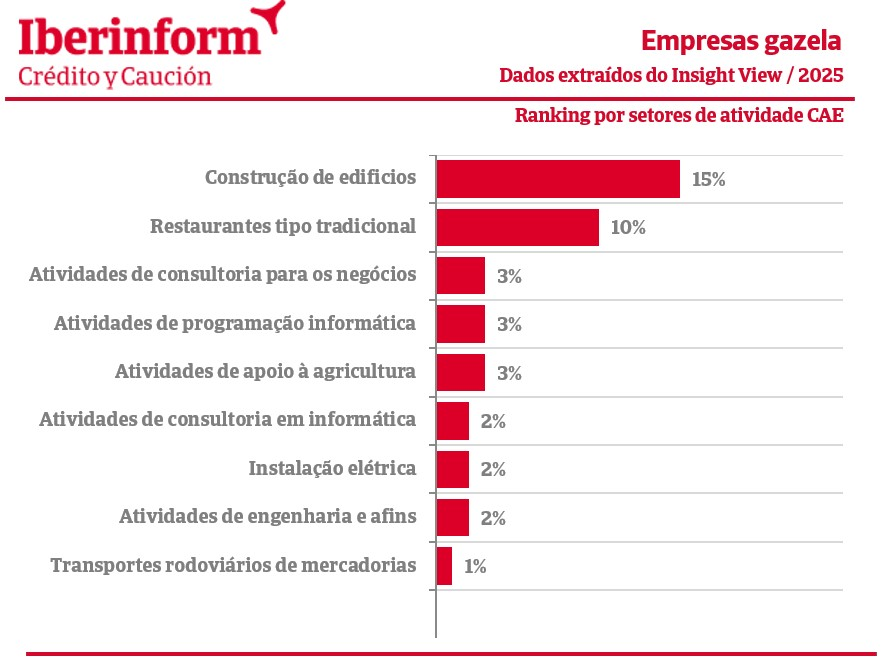 Iberinform
Crédito y Caución
Empresas gazela
Dados extraídos do Insight View / 2025
Ranking por setores de atividade CAE
Construção de edificios 15%
Restaurantes tipo tradicional 10%
Atividades de consultoria para os negócios 3%
Atividades de programação informática 3%
Atividades de apoio à agricultura 3%
Atividades de consultoria em informática 2%
Instalação elétrica 2%
Atividades de engenharia e afins 2%
Transportes rodoviários de mercadorias 1%